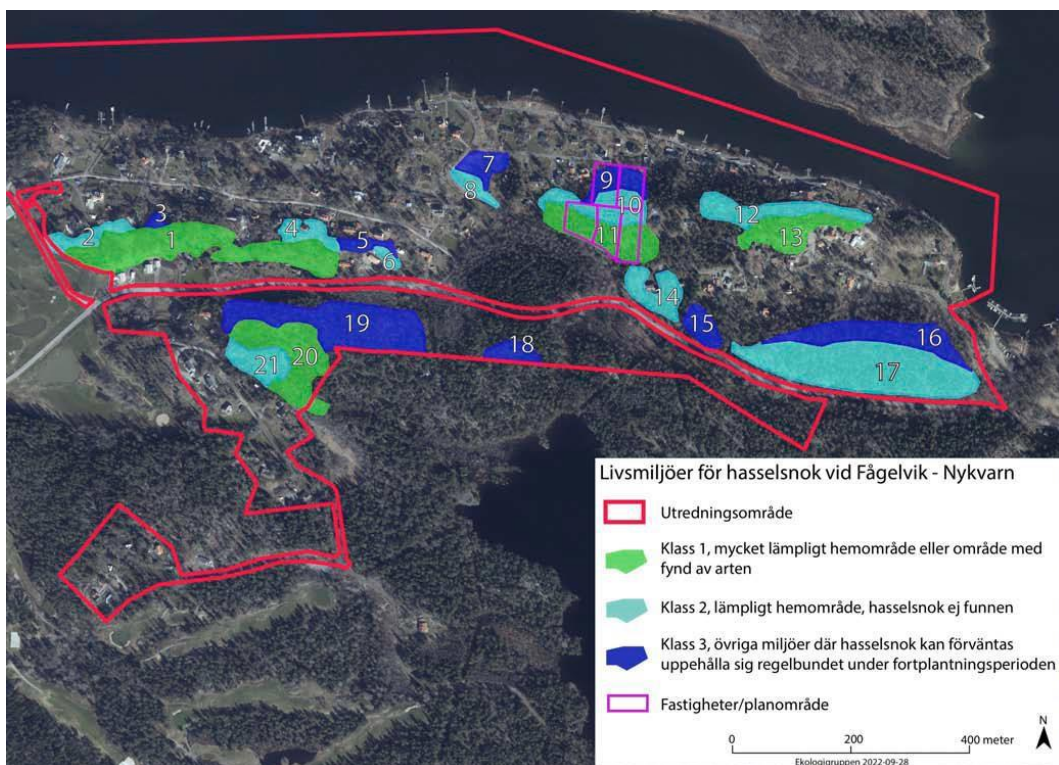 7
9
8
10
3
12
2
4
11
13
1
5
6
14
19
15
16
20
18
21
17
Livsmiljöer för hasselsnok vid Fågelvik - Nykvarn
Utredningsområde
Klass 1, mycket lämpligt hemområde eller område med
fynd av arten
Klass 2, lämpligt hemområde, hasselsnok ej funnen
Klass 3, övriga miljöer där hasselsnok kan förväntas
uppehålla sig regelbundet under fortplantningsperioden
Fastigheter/planområde
N
0 200 400 meter
Ekologigruppen 2022-09-28